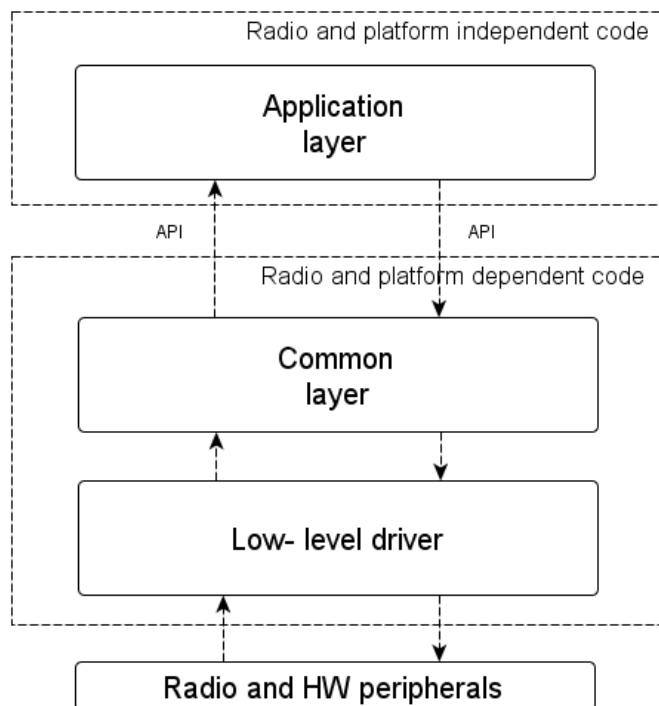 Radio and platform independent code
Application
layer
API
API
Radio and platform dependent code
Common
layer
Low- level driver
Radio and HW peripherals